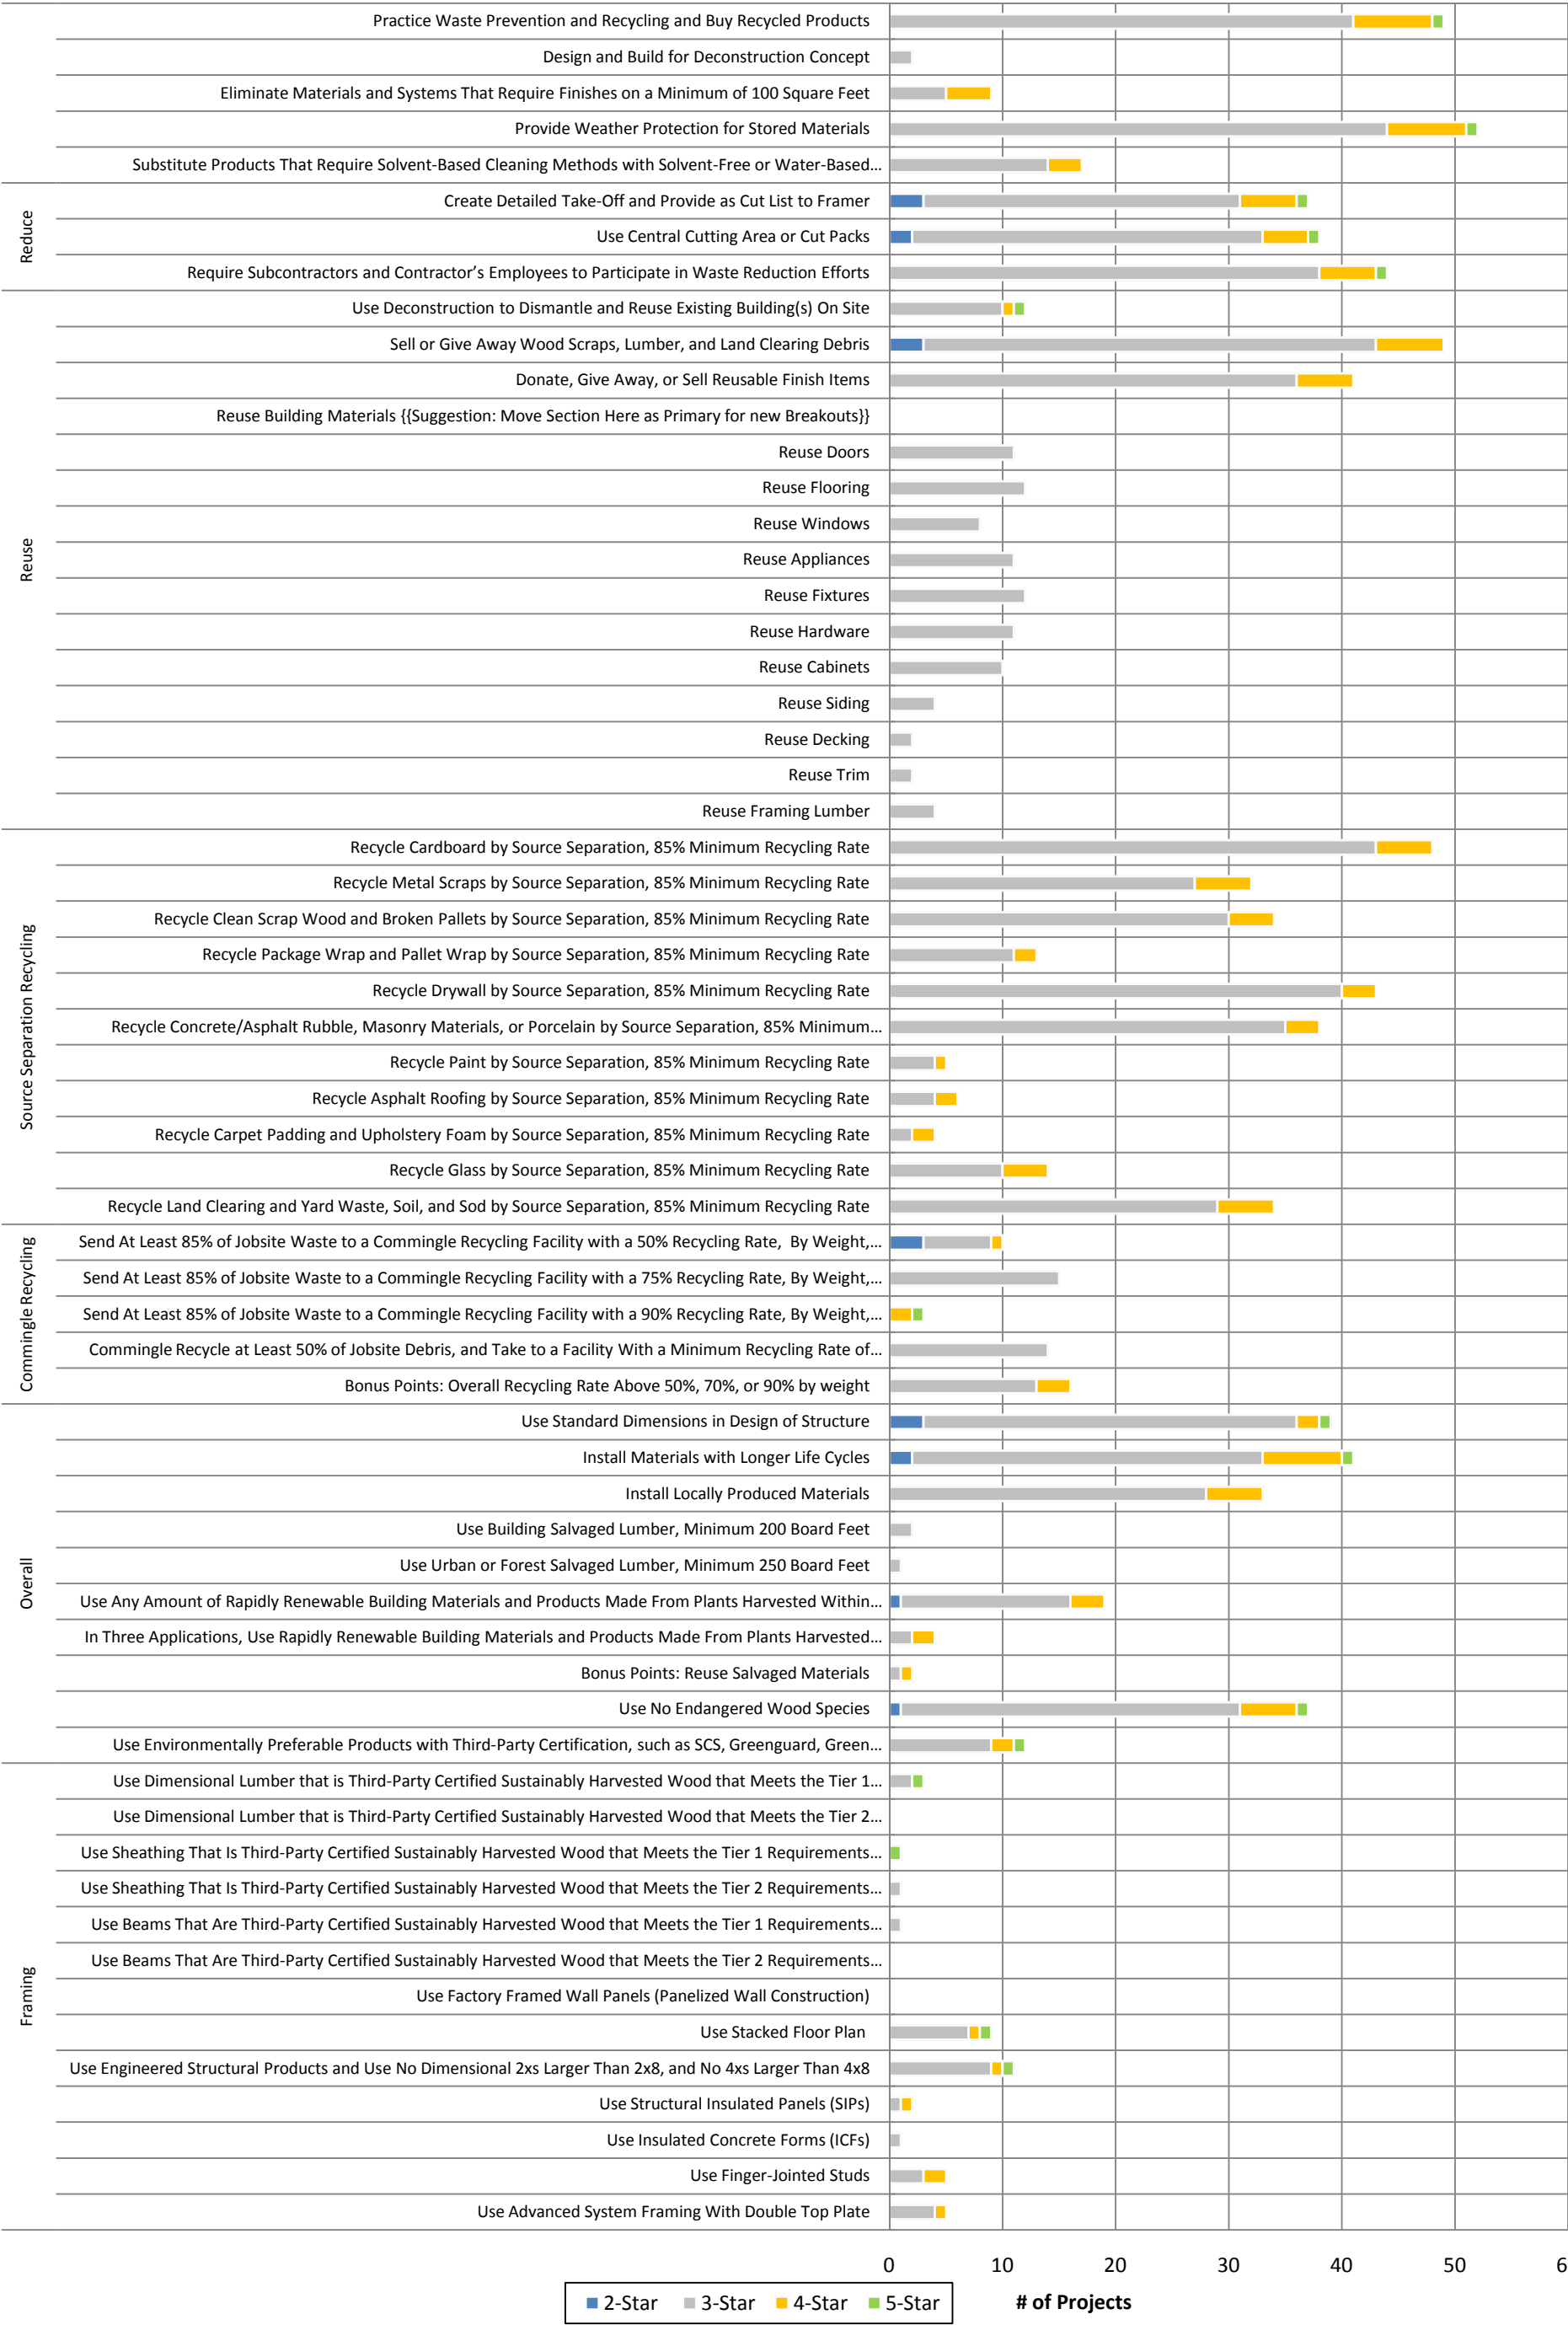 Practice Waste Prevention and Recycling and Buy Recycled Products
Design and Build for Deconstruction Concept
Eliminate Materials and Systems That Require Finishes on a Minimum of 100 Square Feet
Provide Weather Protection for Stored Materials
Substitute Products That Require Solvent-Based Cleaning Methods with Solvent-Free or Water-Based...
Reduce
Create Detailed Take-Off and Provide as Cut List to Framer
Use Central Cutting Area or Cut Packs
Require Subcontractors and Contractor's Employees to Participate in Waste Reduction Efforts
Reuse
Use Deconstruction to Dismantle and Reuse Existing Building(s) On Site
Sell or Give Away Wood Scraps, Lumber, and Land Clearing Debris
Donate, Give Away, or Sell Reusable Finish Items
Reuse Building Materials {{Suggestion: Move Section Here as Primary for new Breakouts}}
Reuse Doors
Reuse Flooring
Reuse Windows
Reuse Appliances
Reuse Fixtures
Reuse Hardware
Reuse Cabinets
Reuse Siding
Reuse Decking
Reuse Trim
Reuse Framing Lumber
Source Separation Recycling
Recycle Cardboard by Source Separation, 85% Minimum Recycling Rate
Recycle Metal Scraps by Source Separation, 85% Minimum Recycling Rate
Recycle Clean Scrap Wood and Broken Pallets by Source Separation, 85% Minimum Recycling Rate
Recycle Package Wrap and Pallet Wrap by Source Separation, 85% Minimum Recycling Rate
Recycle Drywall by Source Separation, 85% Minimum Recycling Rate
Recycle Concrete/Asphalt Rubble, Masonry Materials, or Porcelain by Source Separation, 85% Minimum...
Recycle Paint by Source Separation, 85% Minimum Recycling Rate
Recycle Asphalt Roofing by Source Separation, 85% Minimum Recycling Rate
Recycle Carpet Padding and Upholstery Foam by Source Separation, 85% Minimum Recycling Rate
Recycle Glass by Source Separation, 85% Minimum Recycling Rate
Recycle Land Clearing and Yard Waste, Soil, and Sod by Source Separation, 85% Minimum Recycling Rate
Commingle Recycling
Send At Least 85% of Jobsite Waste to a Commingle Recycling Facility with a 50% Recycling Rate, By Weight,...
Send At Least 85% of Jobsite Waste to a Commingle Recycling Facility with a 75% Recycling Rate, By Weight,...
Send At Least 85% of Jobsite Waste to a Commingle Recycling Facility with a 90% Recycling Rate, By Weight,...
Commingle Recycle at Least 50% of Jobsite Debris, and Take to a Facility With a Minimum Recycling Rate of...
Bonus Points: Overall Recycling Rate Above 50%, 70%, or 90% by weight
Overall
Use Standard Dimensions in Design of Structure
Install Materials with Longer Life Cycles
Install Locally Produced Materials
Use Building Salvaged Lumber, Minimum 200 Board Feet
Use Urban or Forest Salvaged Lumber, Minimum 250 Board Feet
Use Any Amount of Rapidly Renewable Building Materials and Products Made From Plants Harvested Within...
In Three Applications, Use Rapidly Renewable Building Materials and Products Made From Plants Harvested...
Bonus Points: Reuse Salvaged Materials
Use No Endangered Wood Species
Use Environmentally Preferable Products with Third-Party Certification, such as SCS, Greenguard, Green...
Framing
Use Dimensional Lumber that is Third-Party Certified Sustainably Harvested Wood that Meets the Tier 1...
Use Dimensional Lumber that is Third-Party Certified Sustainably Harvested Wood that Meets the Tier 2...
Use Sheathing That Is Third-Party Certified Sustainably Harvested Wood that Meets the Tier 1 Requirements...
Use Sheathing That Is Third-Party Certified Sustainably Harvested Wood that Meets the Tier 2 Requirements...
Use Beams That Are Third-Party Certified Sustainably Harvested Wood that Meets the Tier 1 Requirements...
Use Beams That Are Third-Party Certified Sustainably Harvested Wood that Meets the Tier 2 Requirements...
Use Factory Framed Wall Panels (Panelized Wall Construction)
Use Stacked Floor Plan
Use Engineered Structural Products and Use No Dimensional 2xs Larger Than 2x8, and No 4xs Larger Than 4x8
Use Structural Insulated Panels (SIPs)
Use Insulated Concrete Forms (ICFs)
Use Finger-Jointed Studs
Use Advanced System Framing With Double Top Plate
0 10 20 30 40 50 6
2-Star 3-Star 4-Star 5-Star
# of Projects